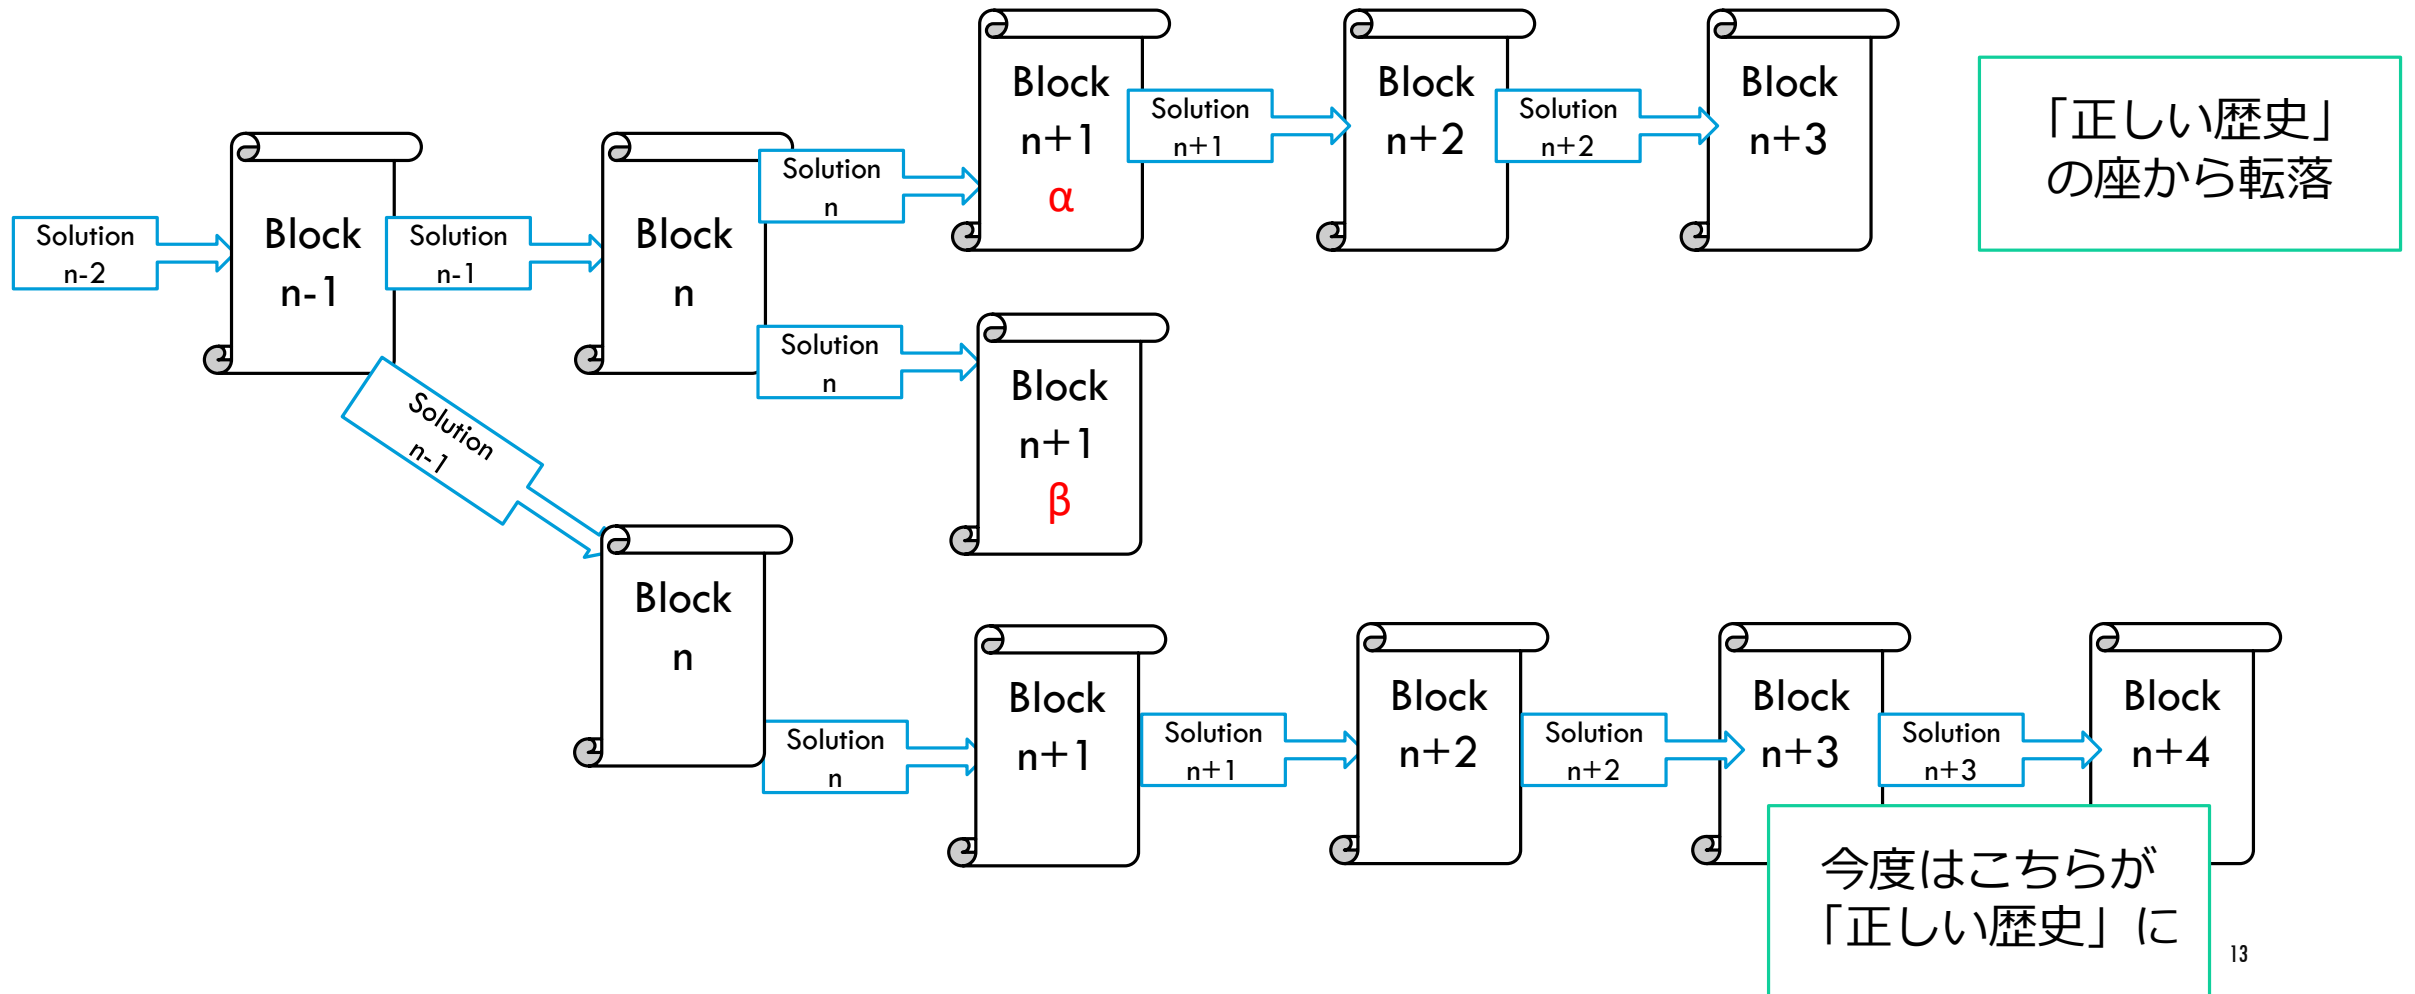 Block
n+1
α
Solution
n+1
Block
n+2
Solution
n+2
Block
n+3
「正しい歴史」
の座から転落
Solution
n-2
Block
n-1
Solution
n-1
Block
n
Solution
n
Solution
n
Block
n+1
β
Solution
n-1
Block
n
Solution
n
Block
n+1
Solution
n+1
Block
n+2
Solution
n+2
Block
n+3
Solution
n+3
Block
n+4
今度はこちらが
「正しい歴史」に
13